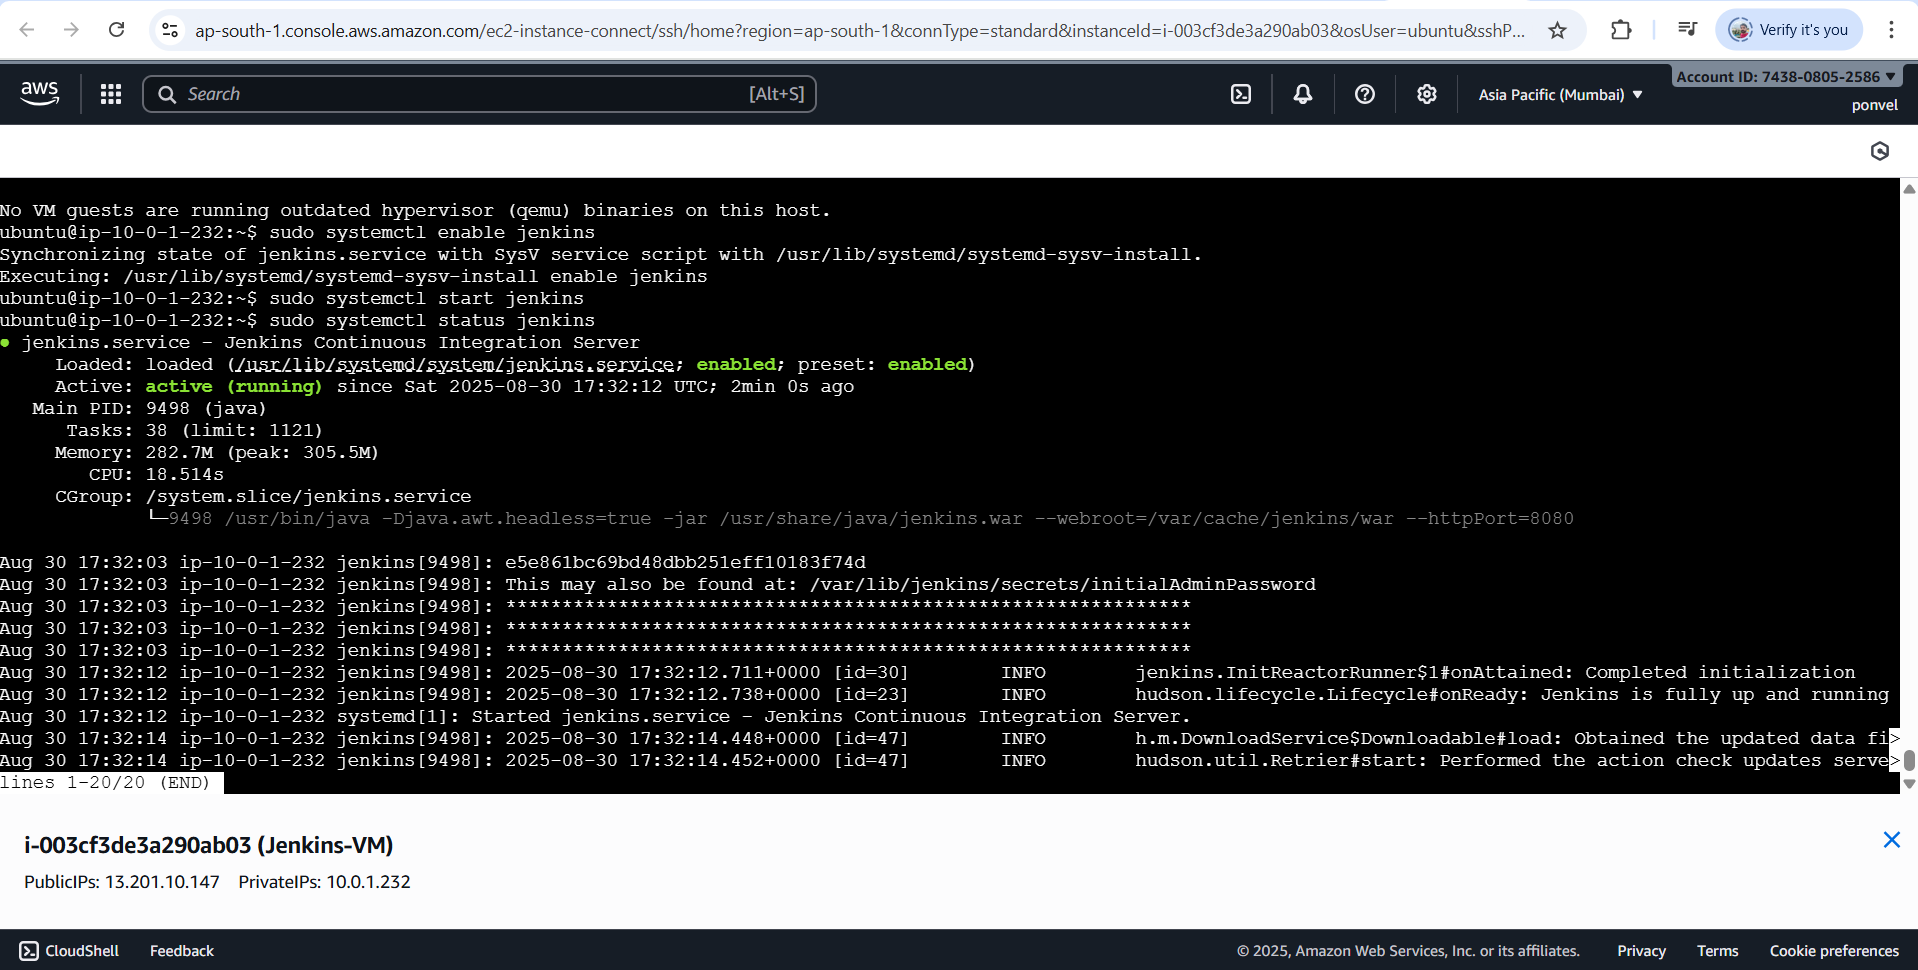 ap-south-1.console.aws.amazon.com/ec2-instance-connect/ssh/home?region=ap-south-1&connType=standard&instanceId=i-003cf3de3a290ab03&osUser=ubuntu&sshP...
Verify it's you
aws
Search
[Alt+S]
Asia Pacific (Mumbai) ▼
Account ID: 7438-0805-2586 ▼
ponvel
No VM guests are running outdated hypervisor (qemu) binaries on this host.
ubuntu@ip-10-0-1-232:~$ sudo systemctl enable jenkins
Synchronizing state of jenkins.service with SysV service script with /usr/lib/systemd/systemd-sysv-install.
Executing: /usr/lib/systemd/systemd-sysv-install enable jenkins
ubuntu@ip-10-0-1-232:~$ sudo systemctl start jenkins
ubuntu@ip-10-0-1-232:~$ sudo systemctl status jenkins
● jenkins.service - Jenkins Continuous Integration Server
Loaded: loaded (/usr/lib/systemd/system/jenkins.service; enabled; preset: enabled)
Active: active (running) since Sat 2025-08-30 17:32:12 UTC; 2min 0s ago
Main PID: 9498 (java)
Tasks: 38 (limit: 1121)
Memory: 282.7M (peak: 305.5M)
CPU: 18.514s
CGroup: /system.slice/jenkins.service
└─9498 /usr/bin/java -Djava.awt.headless=true -jar /usr/share/java/jenkins.war --webroot=/var/cache/jenkins/war --httpPort=8080
Aug 30 17:32:03 ip-10-0-1-232 jenkins[9498]: e5e861bc69bd48dbb251eff10183f74d
Aug 30 17:32:03 ip-10-0-1-232 jenkins[9498]: This may also be found at: /var/lib/jenkins/secrets/initialAdminPassword
Aug 30 17:32:03 ip-10-0-1-232 jenkins[9498]: *************************************************************
Aug 30 17:32:03 ip-10-0-1-232 jenkins[9498]: *************************************************************
Aug 30 17:32:03 ip-10-0-1-232 jenkins[9498]: *************************************************************
Aug 30 17:32:12 ip-10-0-1-232 jenkins[9498]: 2025-08-30 17:32:12.711+0000 [id=30] INFO jenkins.InitReactorRunner$1#onAttained: Completed initialization
Aug 30 17:32:12 ip-10-0-1-232 jenkins[9498]: 2025-08-30 17:32:12.738+0000 [id=23] INFO hudson.lifecycle.Lifecycle#onReady: Jenkins is fully up and running
Aug 30 17:32:12 ip-10-0-1-232 systemd[1]: Started jenkins.service - Jenkins Continuous Integration Server.
Aug 30 17:32:14 ip-10-0-1-232 jenkins[9498]: 2025-08-30 17:32:14.448+0000 [id=47] INFO h.m.DownloadService$Downloadable#load: Obtained the updated data fi>
Aug 30 17:32:14 ip-10-0-1-232 jenkins[9498]: 2025-08-30 17:32:14.452+0000 [id=47] INFO hudson.util.Retrier#start: Performed the action check updates serve>
lines 1-20/20 (END)
i-003cf3de3a290ab03 (Jenkins-VM)
PublicIPs: 13.201.10.147 PrivateIPs: 10.0.1.232
CloudShell Feedback © 2025, Amazon Web Services, Inc. or its affiliates. Privacy Terms Cookie preferences